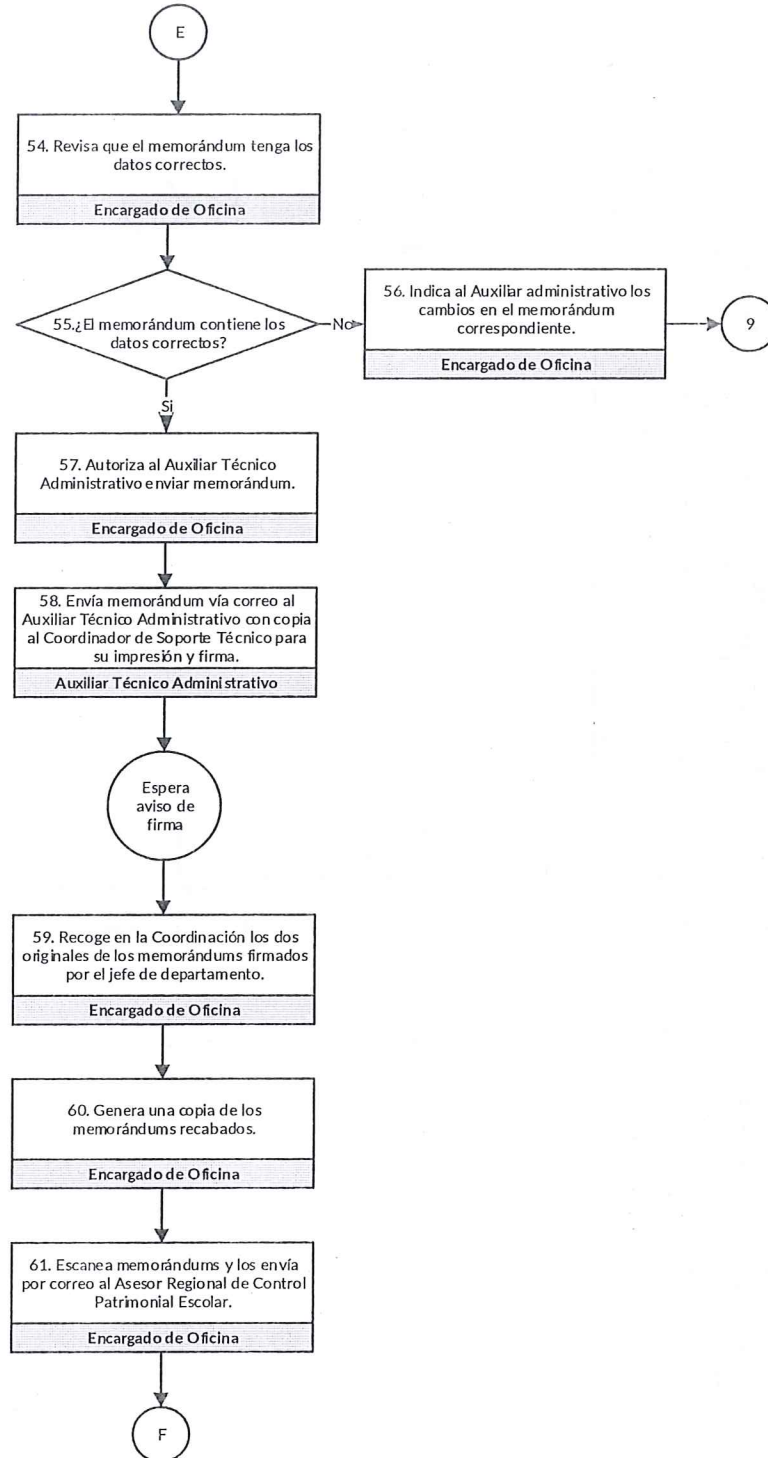 E
54. Revisa que el memorándum tenga los
datos correctos.
Encargado de Oficina
55.¿El memorándum contiene los
datos correctos?
No
56. Indica al Auxiliar administrativo los
cambios en el memorándum
correspondiente.
Encargado de Oficina
9
Si
57. Autoriza al Auxiliar Técnico
Administrativo enviar memorándum.
Encargado de Oficina
58. Envía memorándum vía correo al
Auxiliar Técnico Administrativo con copia
al Coordinador de Soporte Técnico para
su impresión y firma.
Auxiliar Técnico Administrativo
Espera
aviso de
firma
59. Recoge en la Coordinación los dos
originales de los memorándums firmados
por el jefe de departamento.
Encargado de Oficina
60. Genera una copia de los
memorándums recabados.
Encargado de Oficina
61. Escanea memorándums y los envía
por correo al Asesor Regional de Control
Patrimonial Escolar.
Encargado de Oficina
F